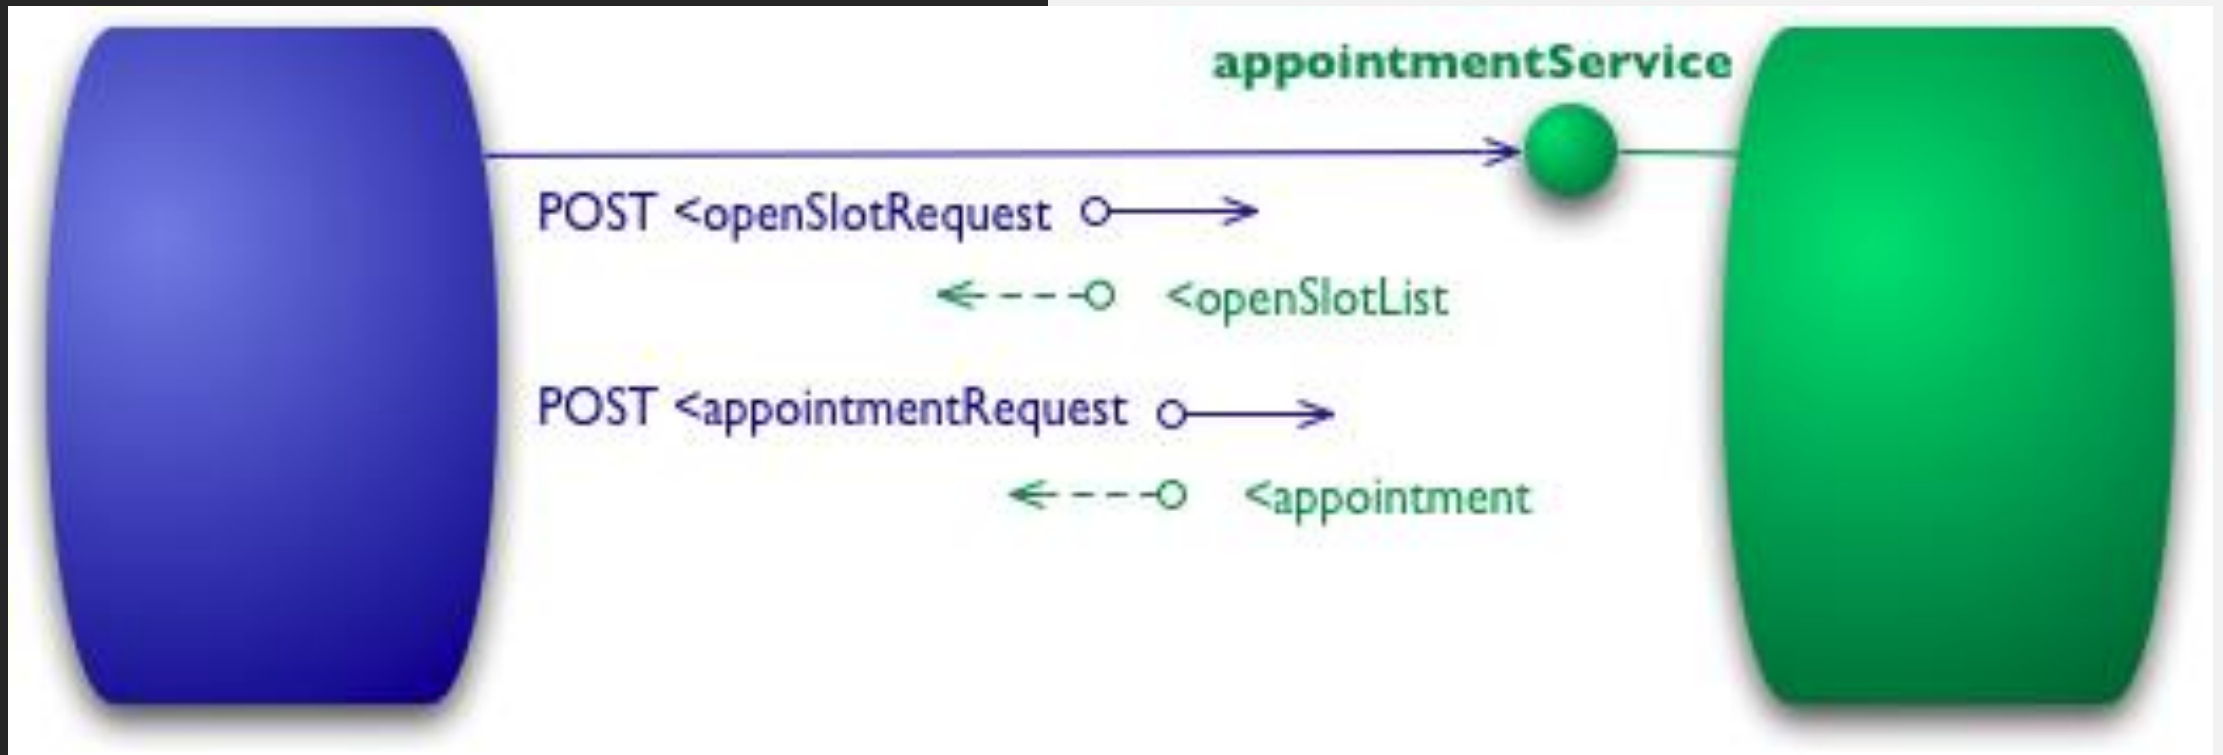 appointmentService
POST <openSlotRequest
<openSlotList
POST <appointmentRequest
<appointment